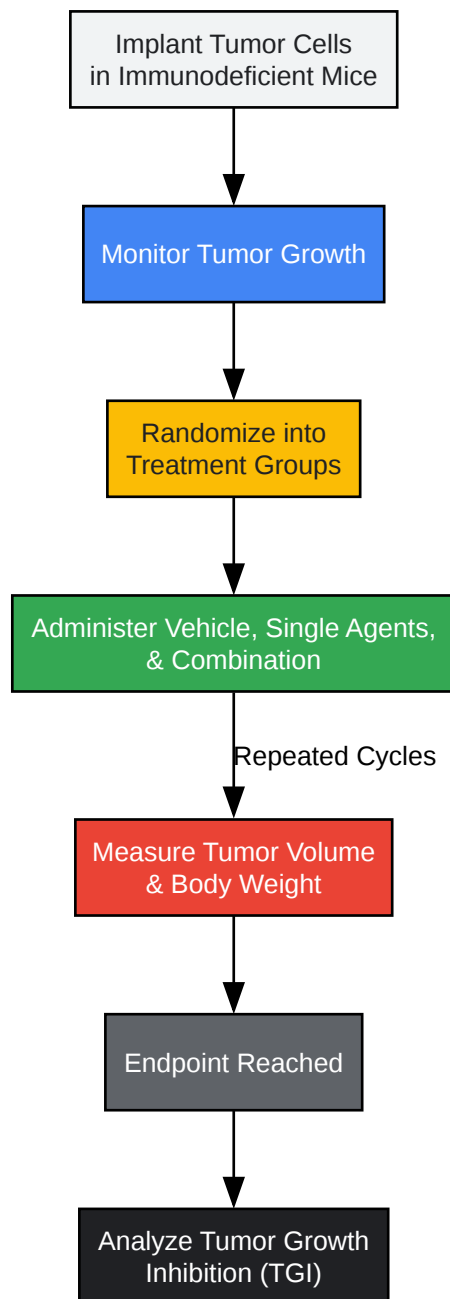 Implant Tumor Cells
in Immunodeficient Mice
Monitor Tumor Growth
Randomize into
Treatment Groups
Administer Vehicle, Single Agents,
& Combination
Repeated Cycles
Measure Tumor Volume
& Body Weight
Endpoint Reached
Analyze Tumor Growth
Inhibition (TGI)